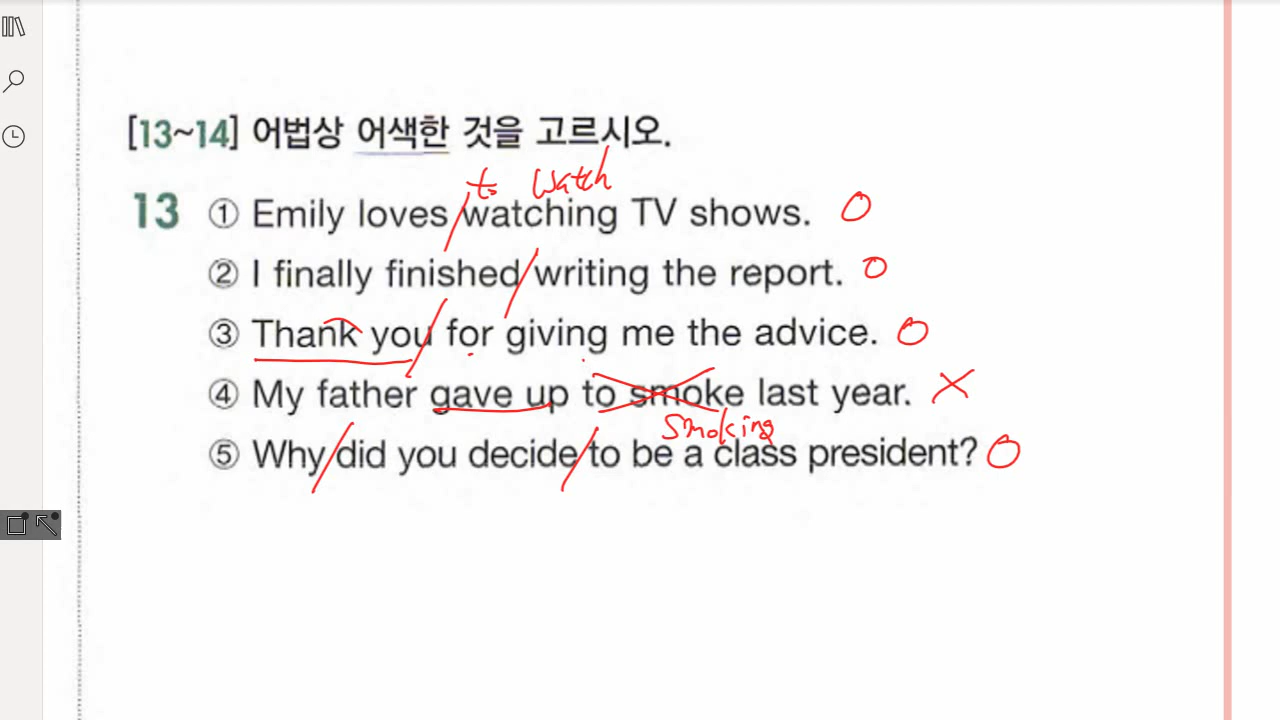 [13~14] 어법상 어색한 것을 고르시오.
to watch
13 ① Emily loves watching TV shows. O
② I finally finished writing the report. O
③ Thank you for giving me the advice. O
④ My father gave up to smoke last year. X
smoking
⑤ Why did you decide to be a class president? O